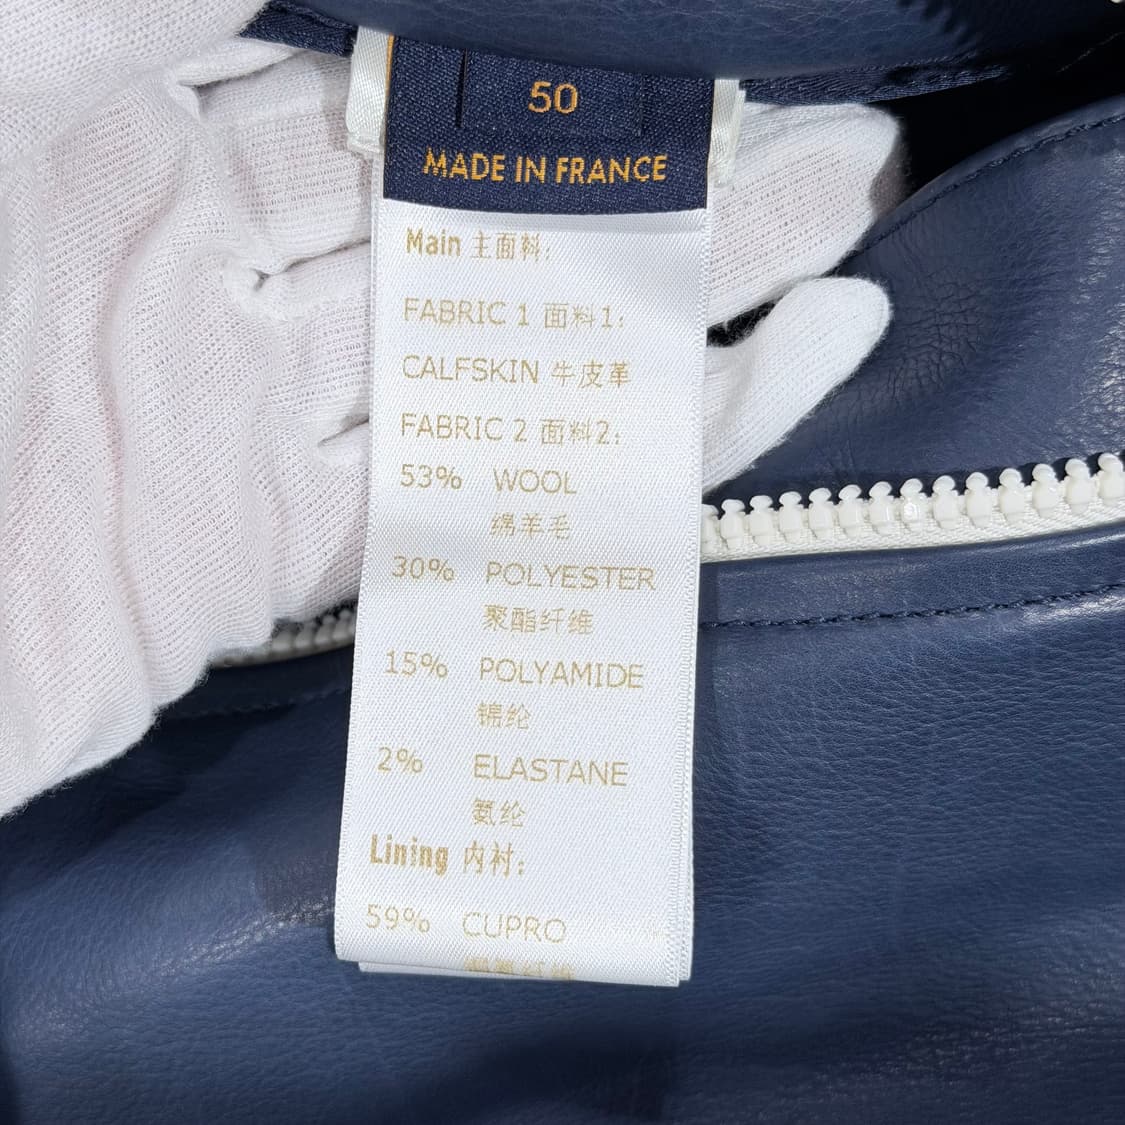 50
MADE IN FRANCE
Main 主面料:
FABRIC 1 面料1:
CALFSKIN 牛皮革
FABRIC 2 面料2:
53% WOOL
绵羊毛
30% POLYESTER
聚酯纤维
15% POLYAMIDE
锦纶
2% ELASTANE
氨纶
Lining 内衬:
59% CUPRO